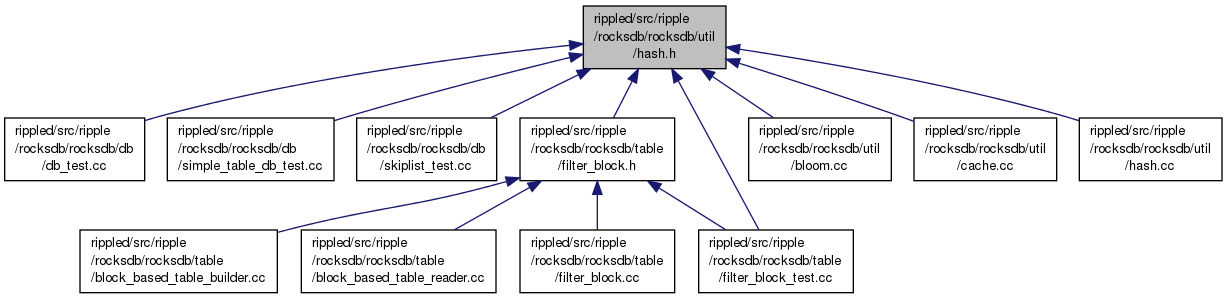 rippled/src/ripple
/rocksdb/rocksdb/util
/hash.h
rippled/src/ripple
/rocksdb/rocksdb/db
/db_test.cc
rippled/src/ripple
/rocksdb/rocksdb/db
/simple_table_db_test.cc
rippled/src/ripple
/rocksdb/rocksdb/db
/skiplist_test.cc
rippled/src/ripple
/rocksdb/rocksdb/table
/filter_block.h
rippled/src/ripple
/rocksdb/rocksdb/util
/bloom.cc
rippled/src/ripple
/rocksdb/rocksdb/util
/cache.cc
rippled/src/ripple
/rocksdb/rocksdb/util
/hash.cc
rippled/src/ripple
/rocksdb/rocksdb/table
/block_based_table_builder.cc
rippled/src/ripple
/rocksdb/rocksdb/table
/block_based_table_reader.cc
rippled/src/ripple
/rocksdb/rocksdb/table
/filter_block.cc
rippled/src/ripple
/rocksdb/rocksdb/table
/filter_block_test.cc